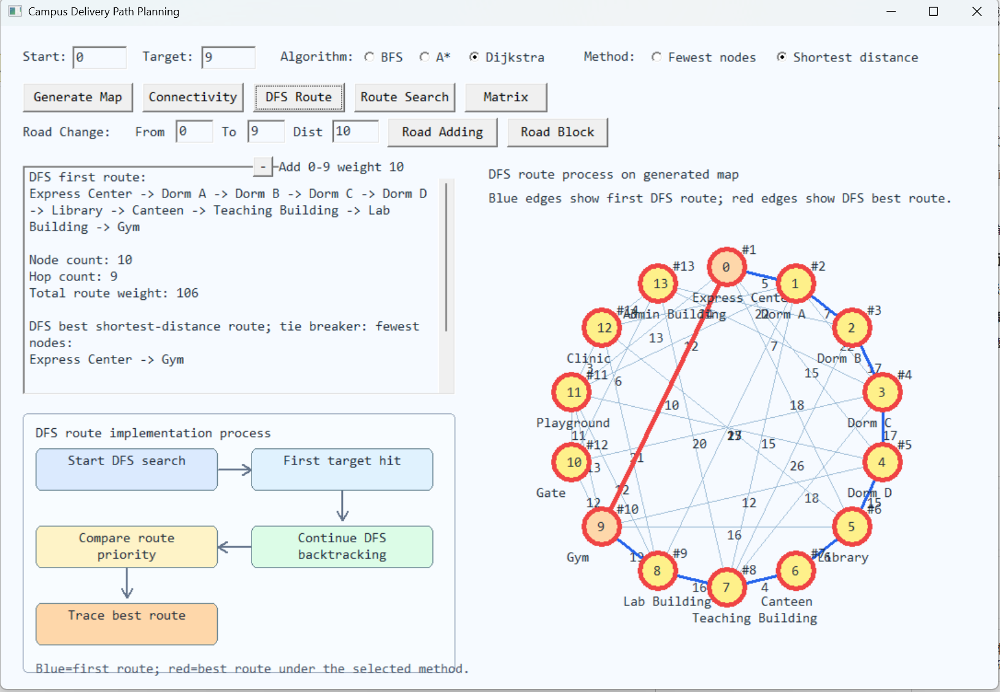 Campus Delivery Path Planning
Start: 0 Target: 9 Algorithm: BFS A* Dijkstra Method: Fewest nodes Shortest distance
Generate Map Connectivity DFS Route Route Search Matrix
Road Change: From 0 To 9 Dist 10 Road Adding Road Block
- Add 0-9 weight 10
DFS first route:
Express Center -> Dorm A -> Dorm B -> Dorm C -> Dorm D
-> Library -> Canteen -> Teaching Building -> Lab
Building -> Gym
Node count: 10
Hop count: 9
Total route weight: 106
DFS best shortest-distance route; tie breaker: fewest
nodes:
Express Center -> Gym
DFS route implementation process
Start DFS search
First target hit
Continue DFS
backtracking
Compare route
priority
Trace best route
Blue=first route; red=best route under the selected method.
DFS route process on generated map
Blue edges show first DFS route; red edges show DFS best route.
#1
0
#13
13
#2
1
5
Express Cente
#14
Admin Building
Dorm A
7
#3
12
2
13
12
7
Clinic
Dorm B
22
3
15
17
#11
6
#4
11
3
10
18
Playground
Dorm C
11
20
15
17
#12
#5
10
21
4
13
26
Gate
12
Dorm D
12
12
18
15
#10
#6
9
5
16
Gym
19
#9
Library
8
#8
6
16
7
4
Lab Building
Canteen
Teaching Building